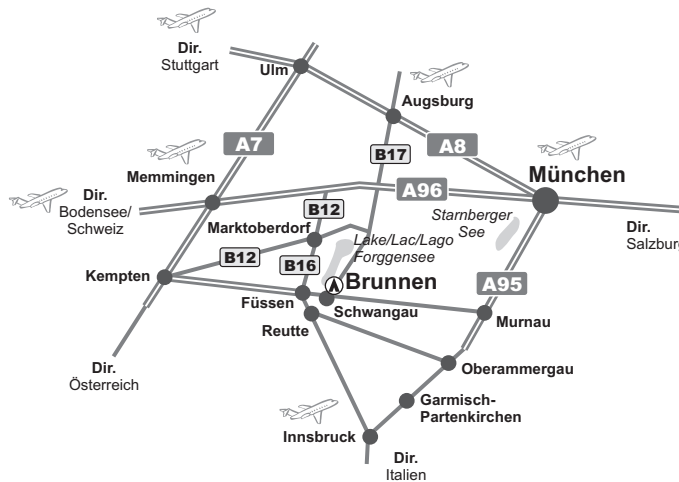 Dir.
Stuttgart
Ulm
Augsburg
A7
B17
A8
Memmingen
München
A96
Dir.
Bodensee/
Schweiz
B12
Marktoberdorf
Starnberger
See
Dir.
Salzburg
Lake/Lac/Lago
Forggensee
B12
B16
Kempten
Brunnen
A95
Füssen
Schwangau
Reutte
Murnau
Dir.
Österreich
Oberammergau
Garmisch-
Partenkirchen
Innsbruck
Dir.
Italien